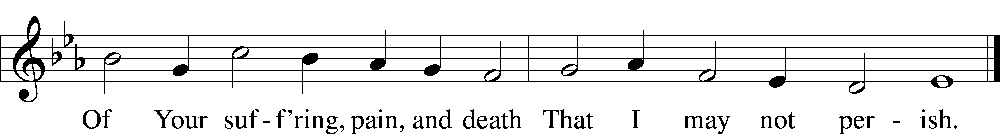 Of Your suf - f’ring, pain, and death That I may not per - ish.